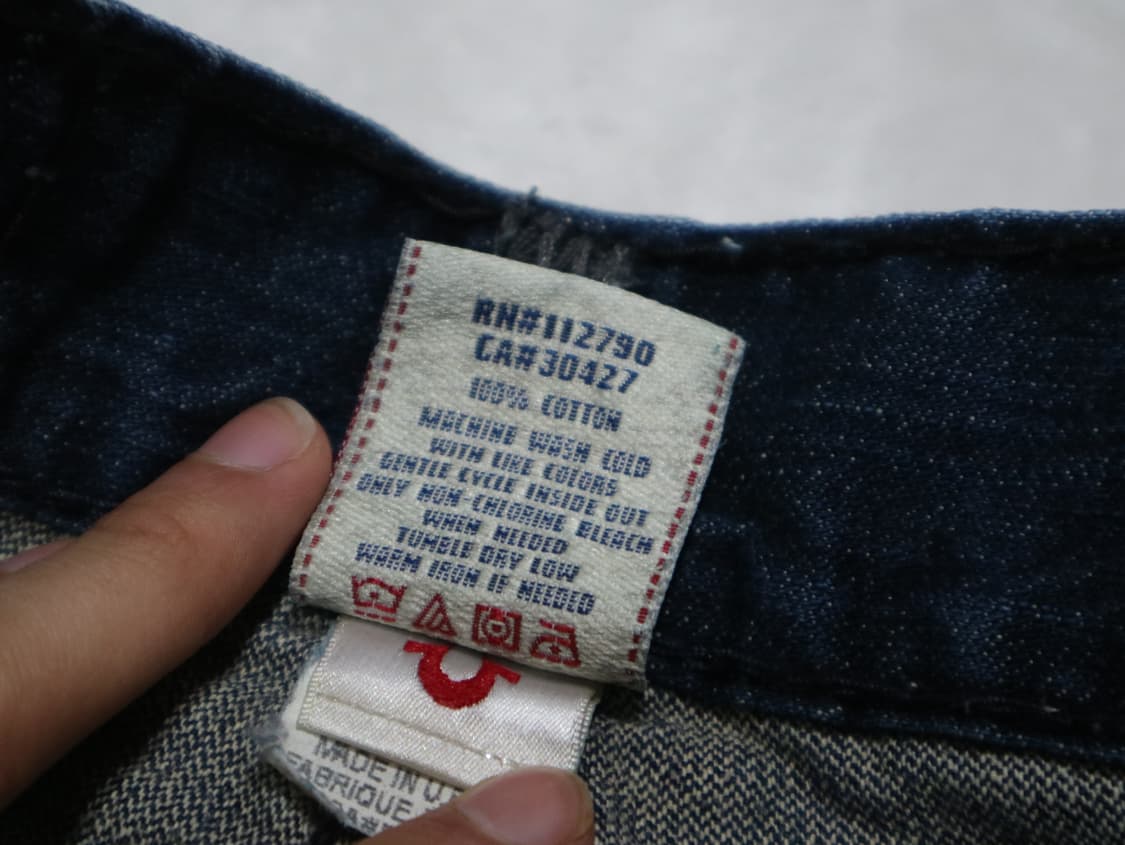 RN#112790
CA#30427
100% COTTON
MACHINE WASH COLD
WITH LIKE COLORS
GENTLE CYCLE INSIDE OUT
ONLY NON-CHLORINE BLEACH
WHEN NEEDED
TUMBLE DRY LOW
WARM IRON IF NEEDED
MADE IN U
FABRIQUE